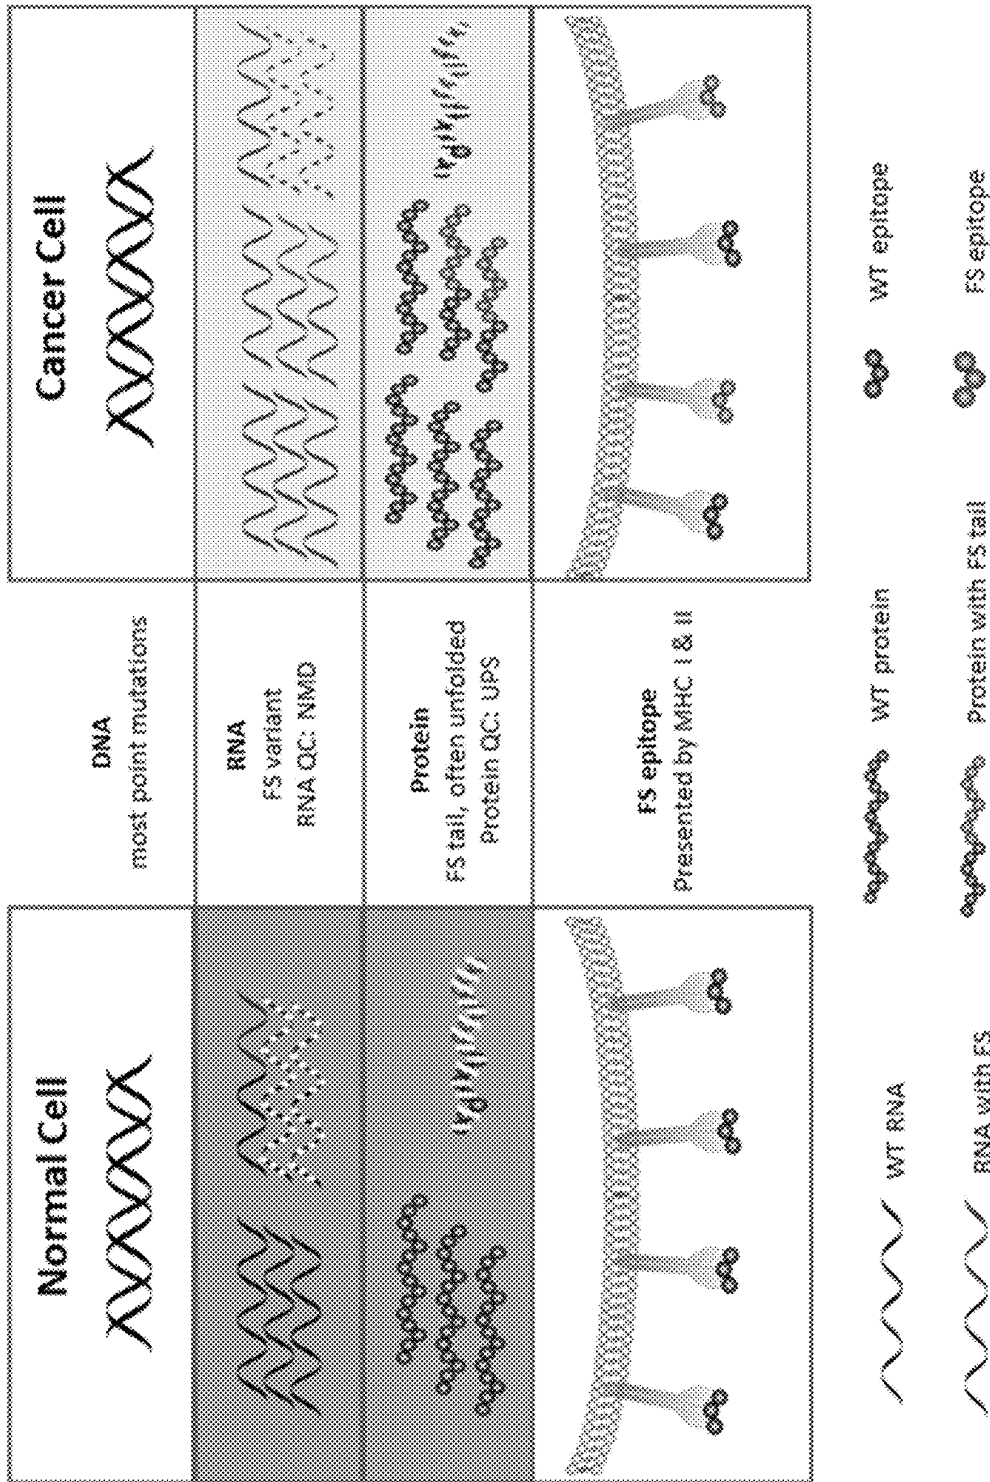 Normal Cell
Cancer Cell
DNA
most point mutations
RNA
FS variant
RNA QC: NMD
Protein
FS tail, often unfolded
Protein QC: UPS
FS epitope
Presented by MHC I & II
WT RNA
WT protein
WT epitope
RNA with FS
Protein with FS tail
FS epitope